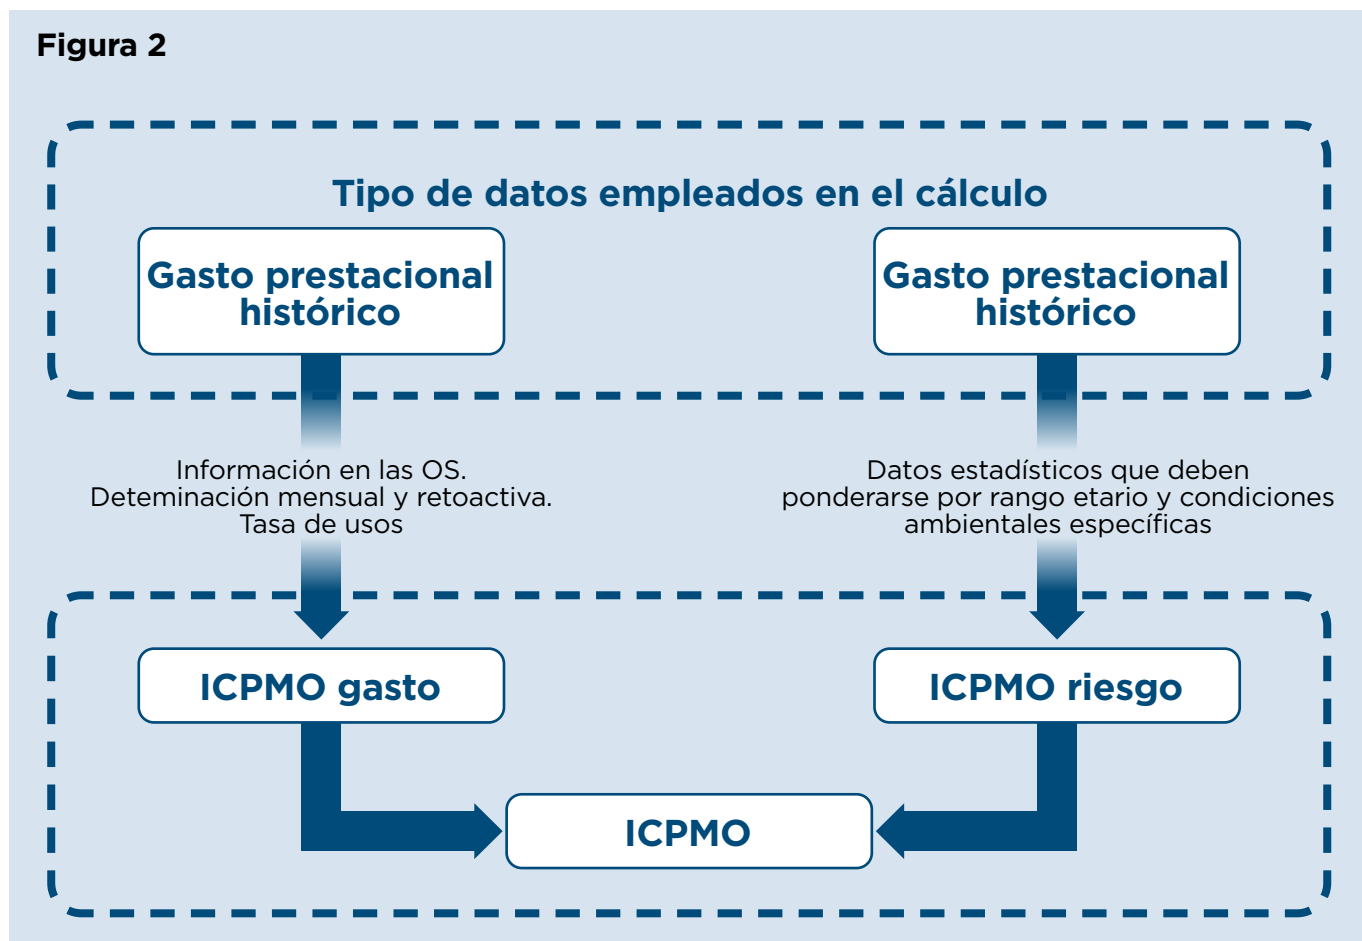 Figura 2
Tipo de datos empleados en el cálculo
Gasto prestacional
histórico
Gasto prestacional
histórico
Información en las OS.
Deteminación mensual y retoactiva.
Tasa de usos
Datos estadísticos que deben
ponderarse por rango etario y condiciones
ambientales específicas
ICPMO gasto
ICPMO riesgo
ICPMO